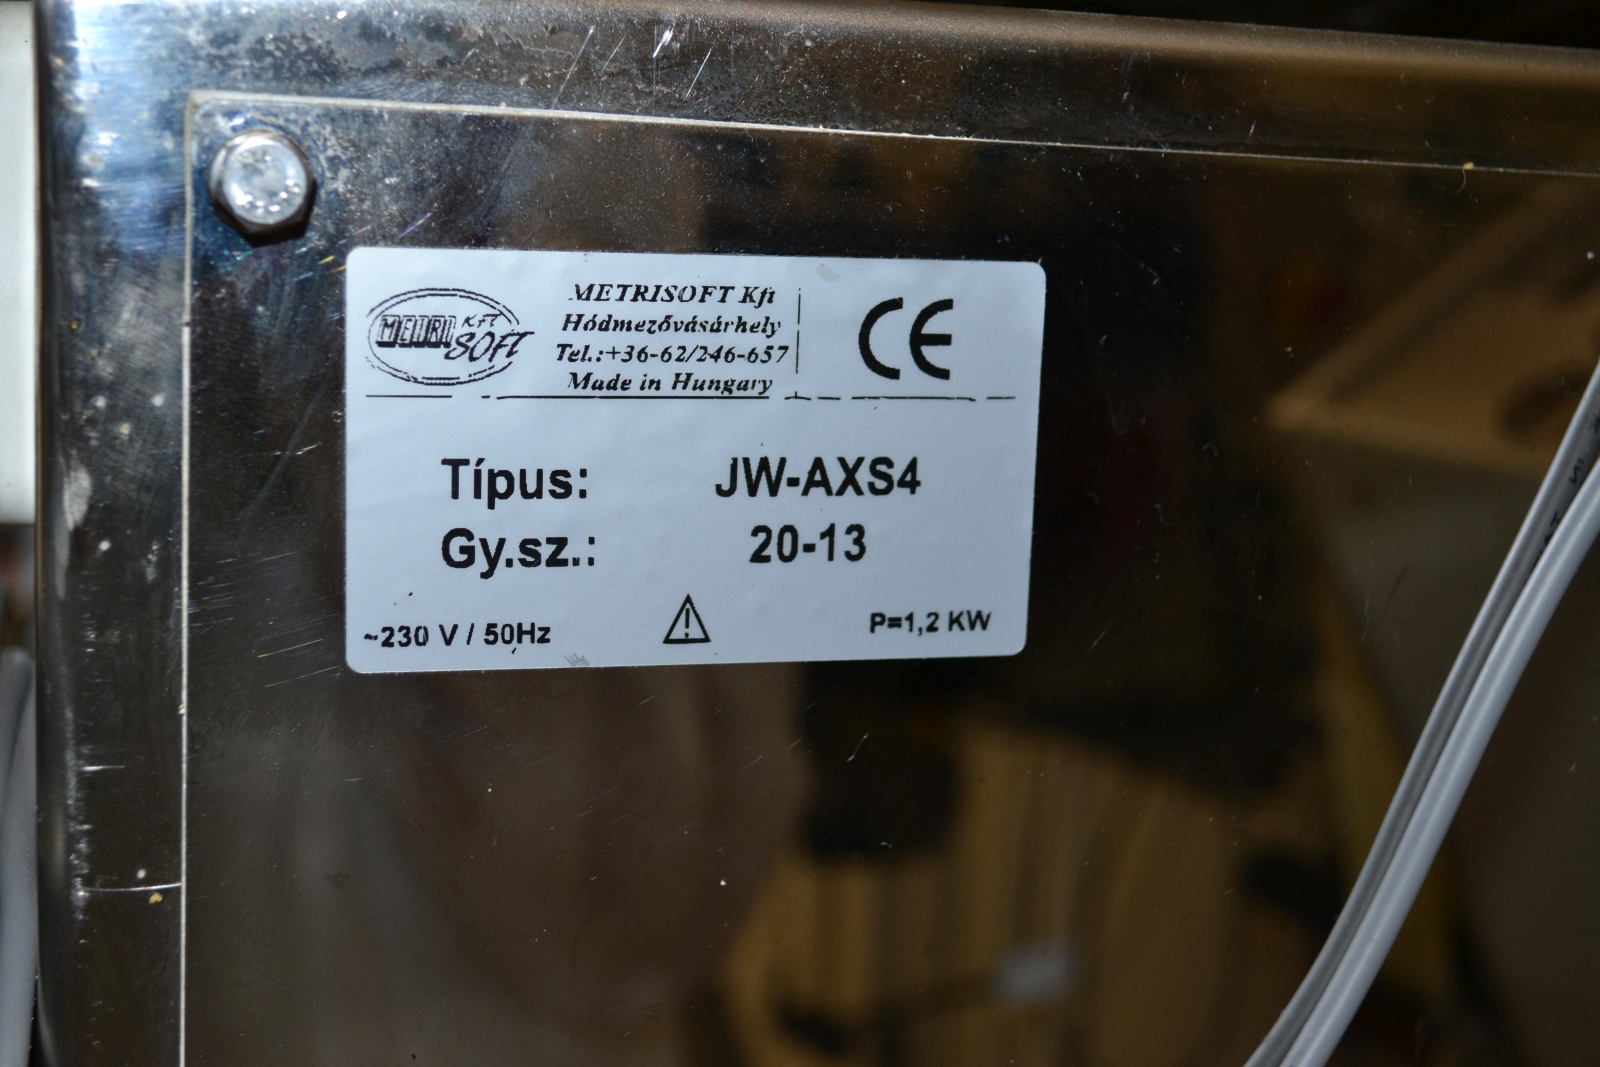 METRI KFT
SOFT
METRISOFT Kft
Hódmezővásárhely
Tel.:+36-62/246-657
Made in Hungary
CE
Típus: JW-AXS4
Gy.sz.: 20-13
~230 V / 50Hz
P=1,2 KW